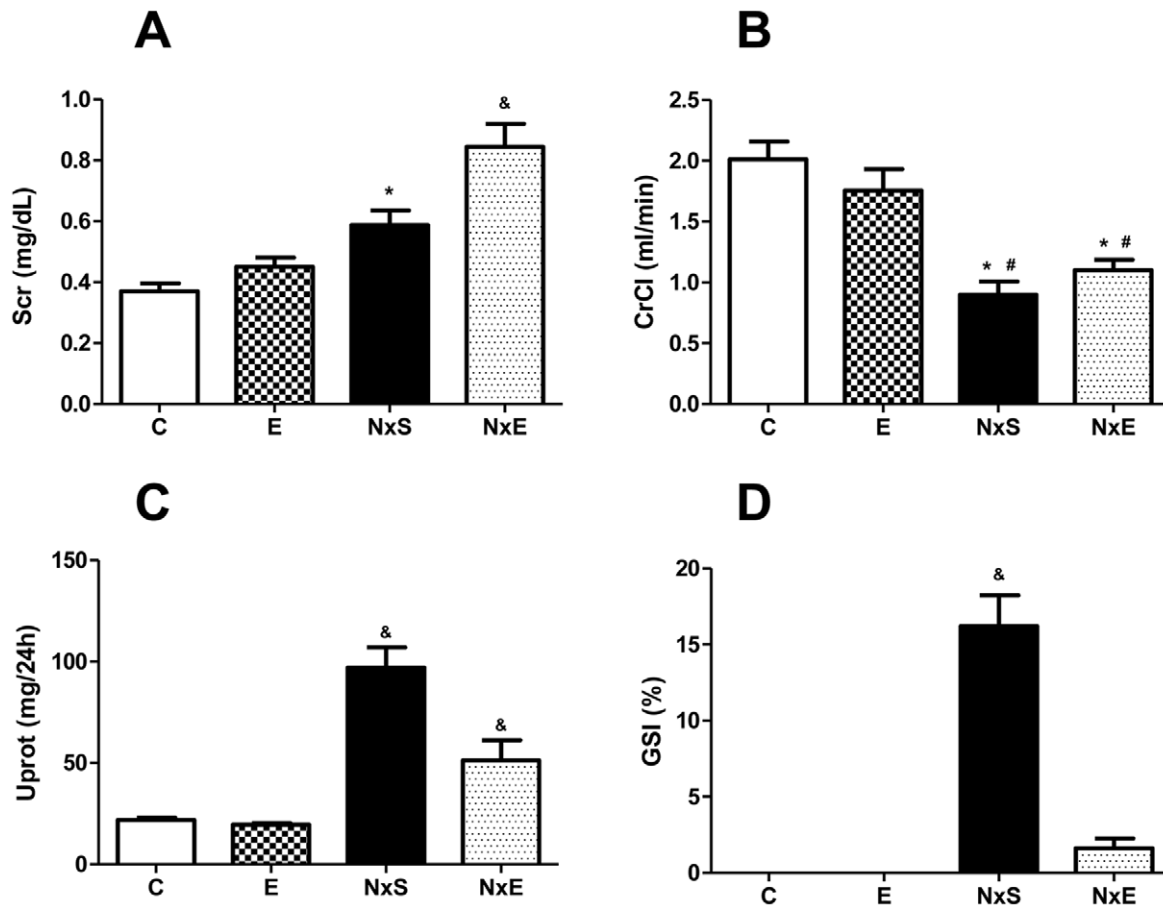 A
Scr (mg/dL)
1.0
0.8
0.6
0.4
0.2
0.0
*
&
C E NxS NxE
B
CrCl (ml/min)
2.5
2.0
1.5
1.0
0.5
0.0
* #
* #
C E NxS NxE
C
Uprot (mg/24h)
150
100
50
0
&
&
C E NxS NxE
D
GSI (%)
20
15
10
5
0
&
C E NxS NxE